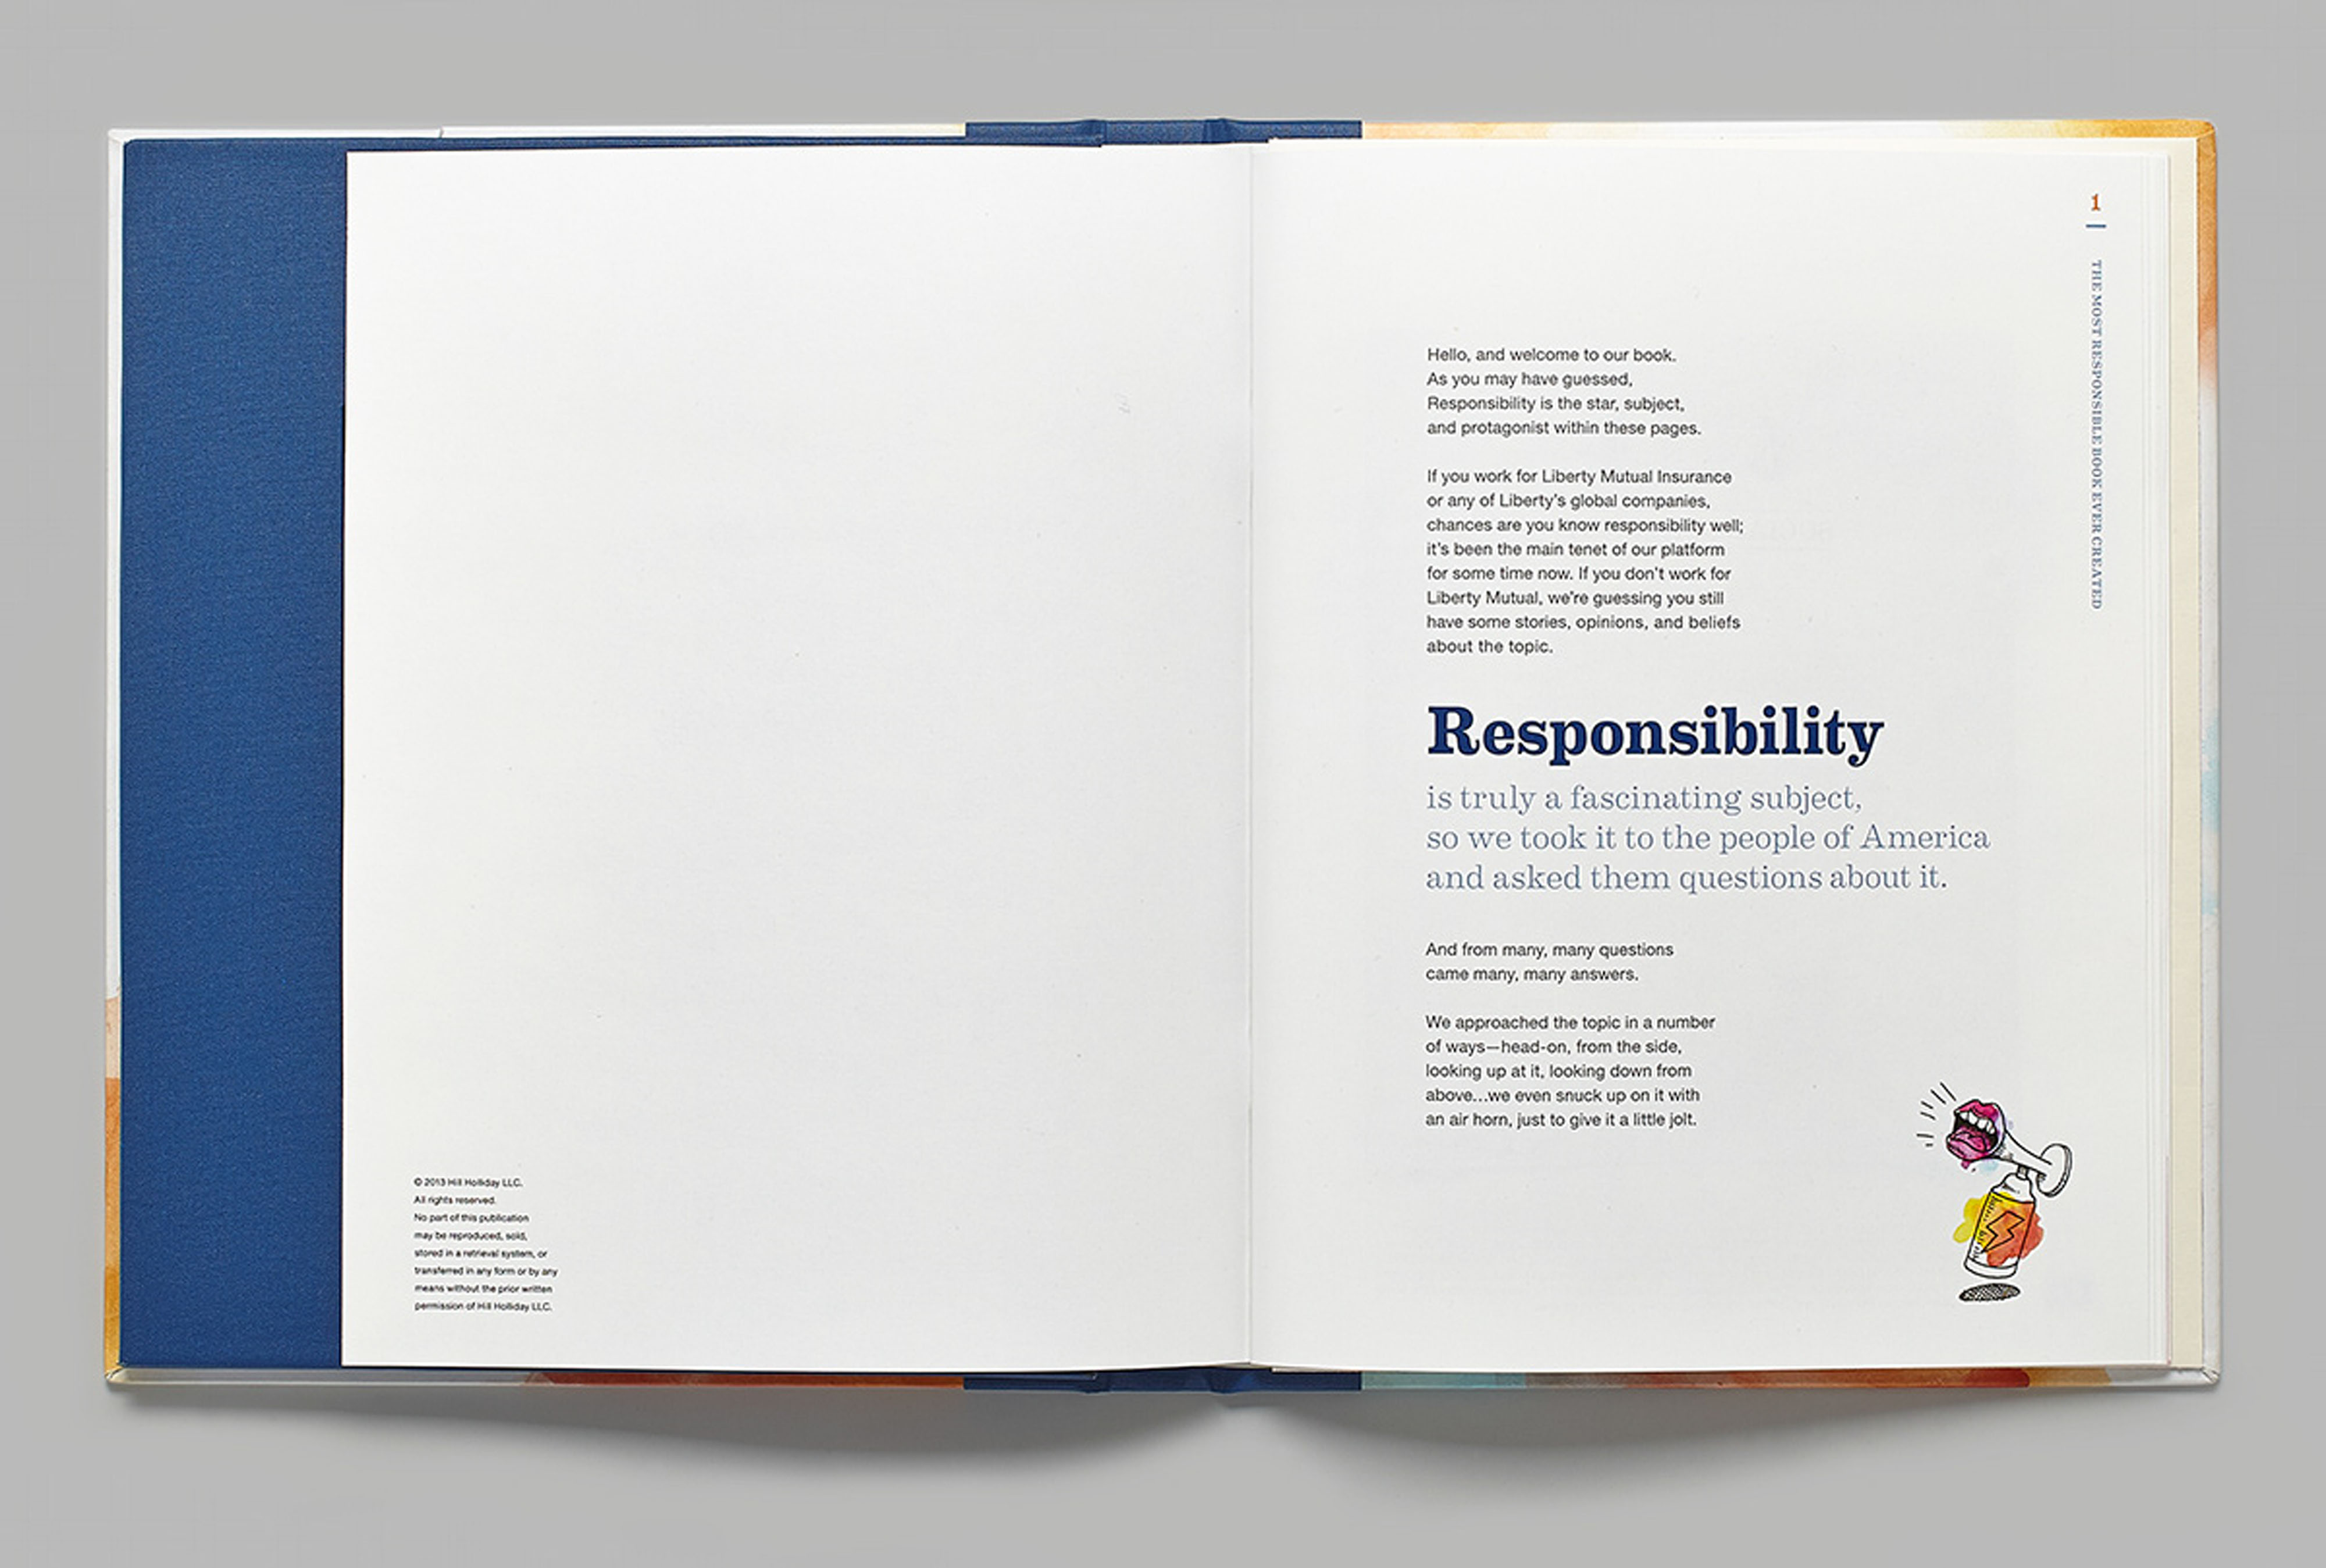 © 2013 Hill Holliday LLC.
All rights reserved.
No part of this publication
may be reproduced, sold,
stored in a retrieval system, or
transferred in any form or by any
means without the prior written
permission of Hill Holliday LLC.
1
THE MOST RESPONSIBLE BOOK EVER CREATED
Hello, and welcome to our book.
As you may have guessed,
Responsibility is the star, subject,
and protagonist within these pages.
If you work for Liberty Mutual Insurance
or any of Liberty's global companies,
chances are you know responsibility well;
it's been the main tenet of our platform
for some time now. If you don't work for
Liberty Mutual, we're guessing you still
have some stories, opinions, and beliefs
about the topic.
Responsibility
is truly a fascinating subject,
so we took it to the people of America
and asked them questions about it.
And from many, many questions
came many, many answers.
We approached the topic in a number
of ways—head-on, from the side,
looking up at it, looking down from
above...we even snuck up on it with
an air horn, just to give it a little jolt.